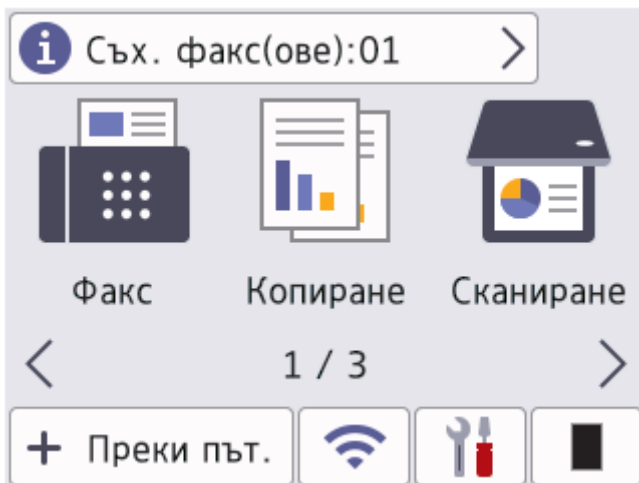 Съх. факс(ове):01
Факс Копиране Сканиране
1 / 3
+ Преки път.